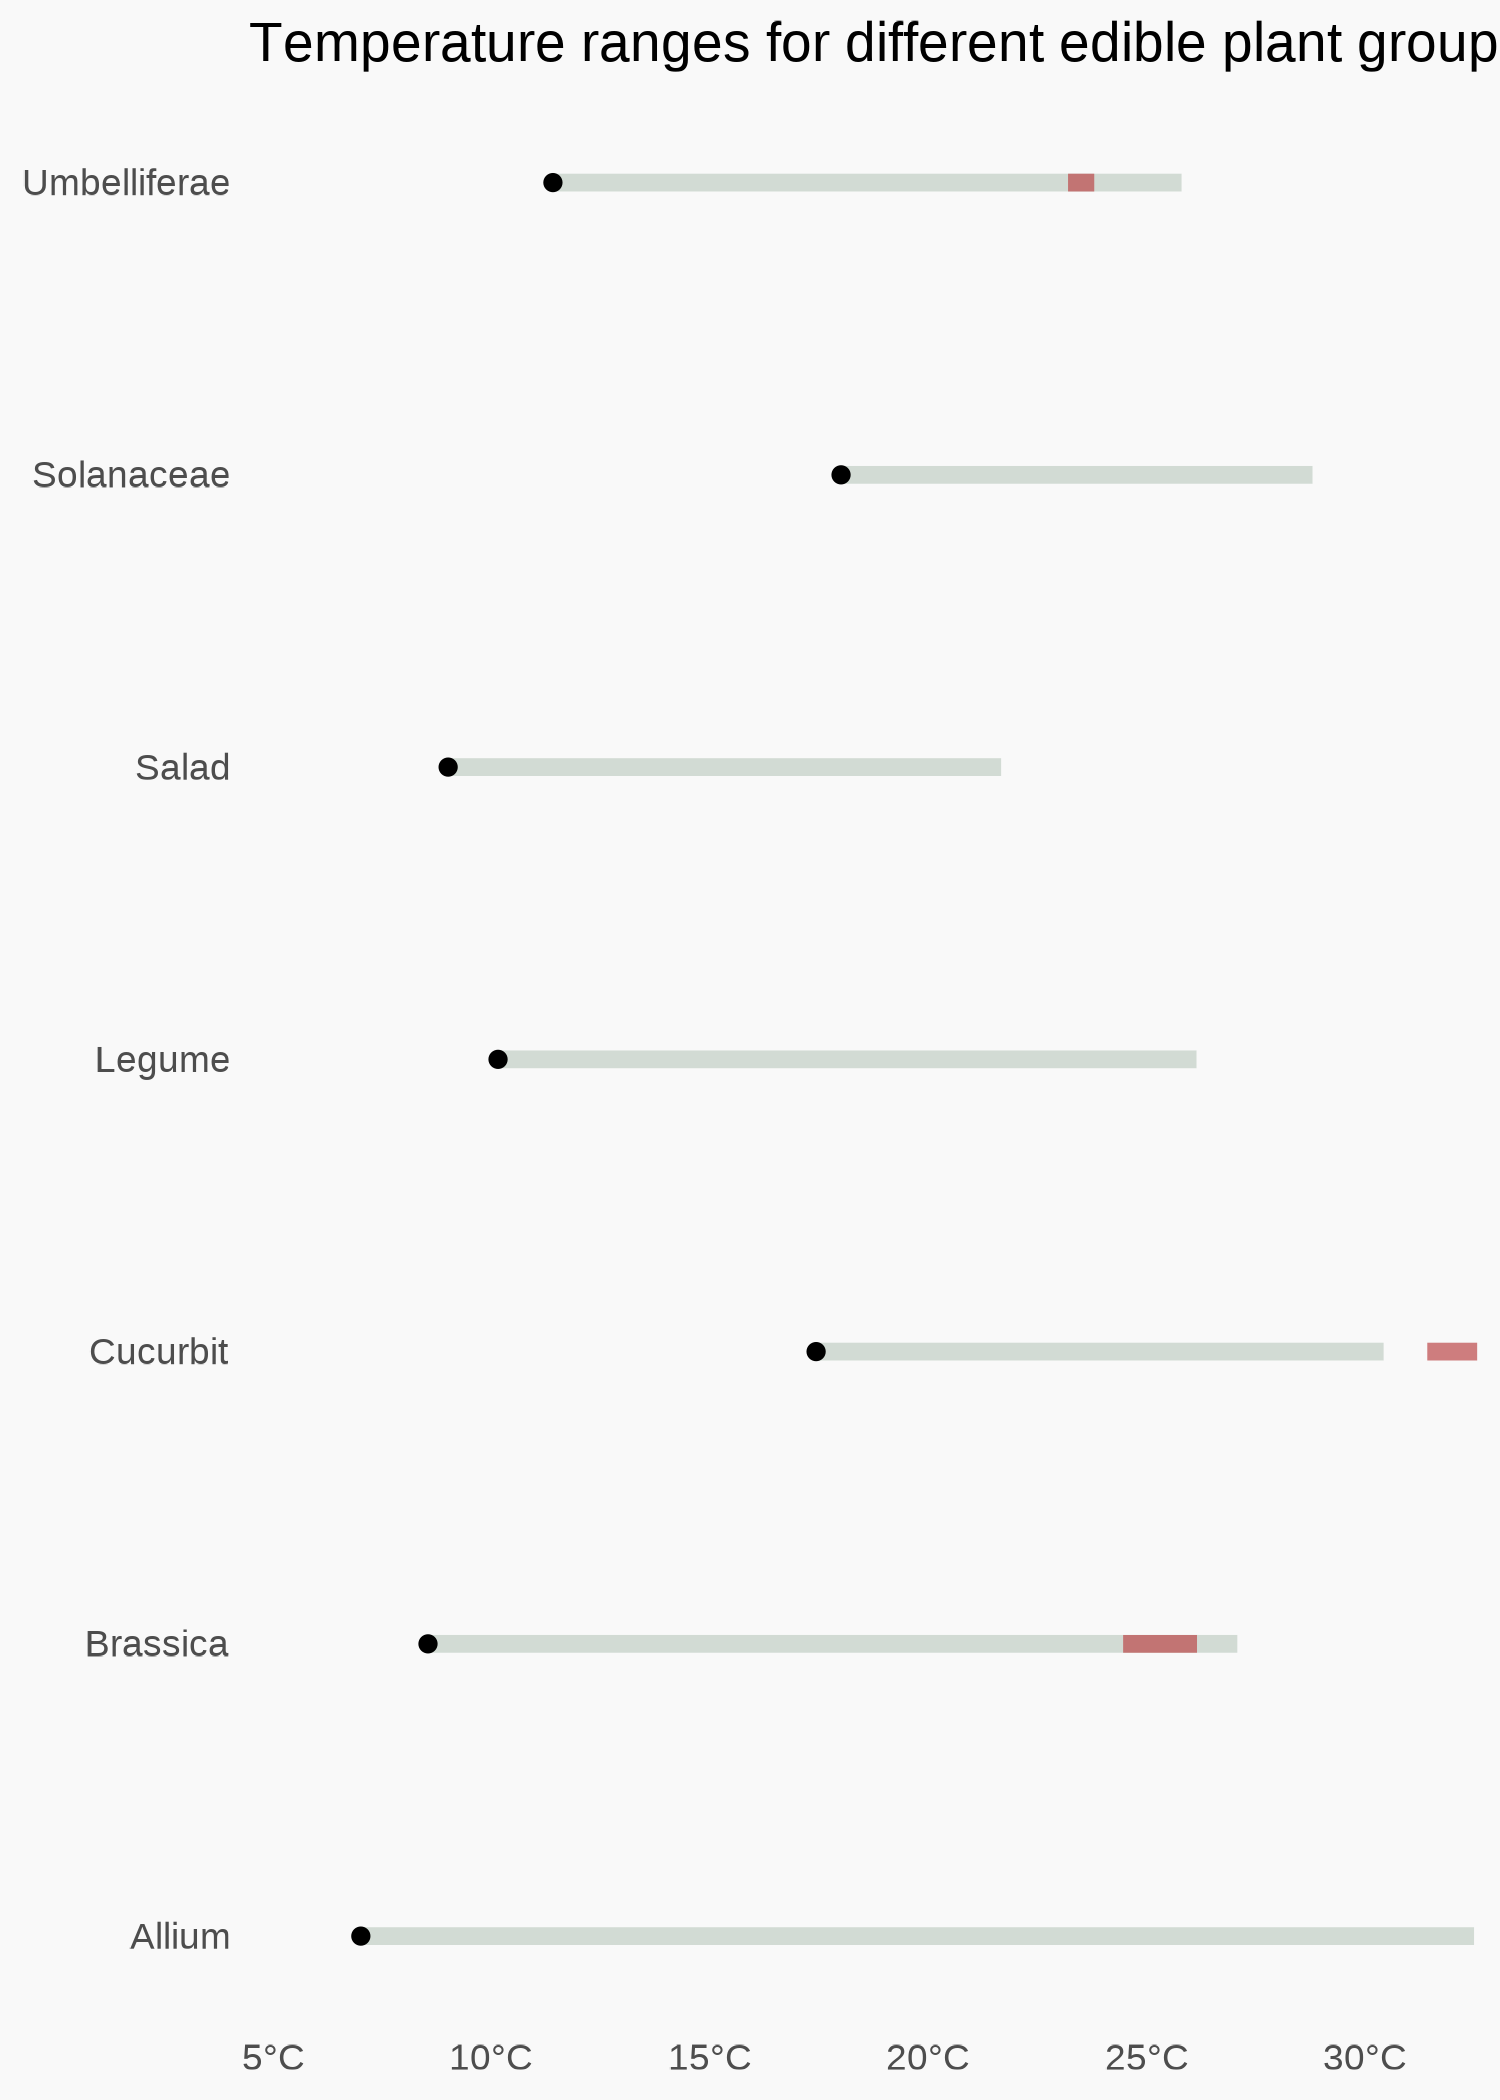 Temperature ranges for different edible plant group
Umbelliferae
Solanaceae
Salad
Legume
Cucurbit
Brassica
Allium
5°C 10°C 15°C 20°C 25°C 30°C